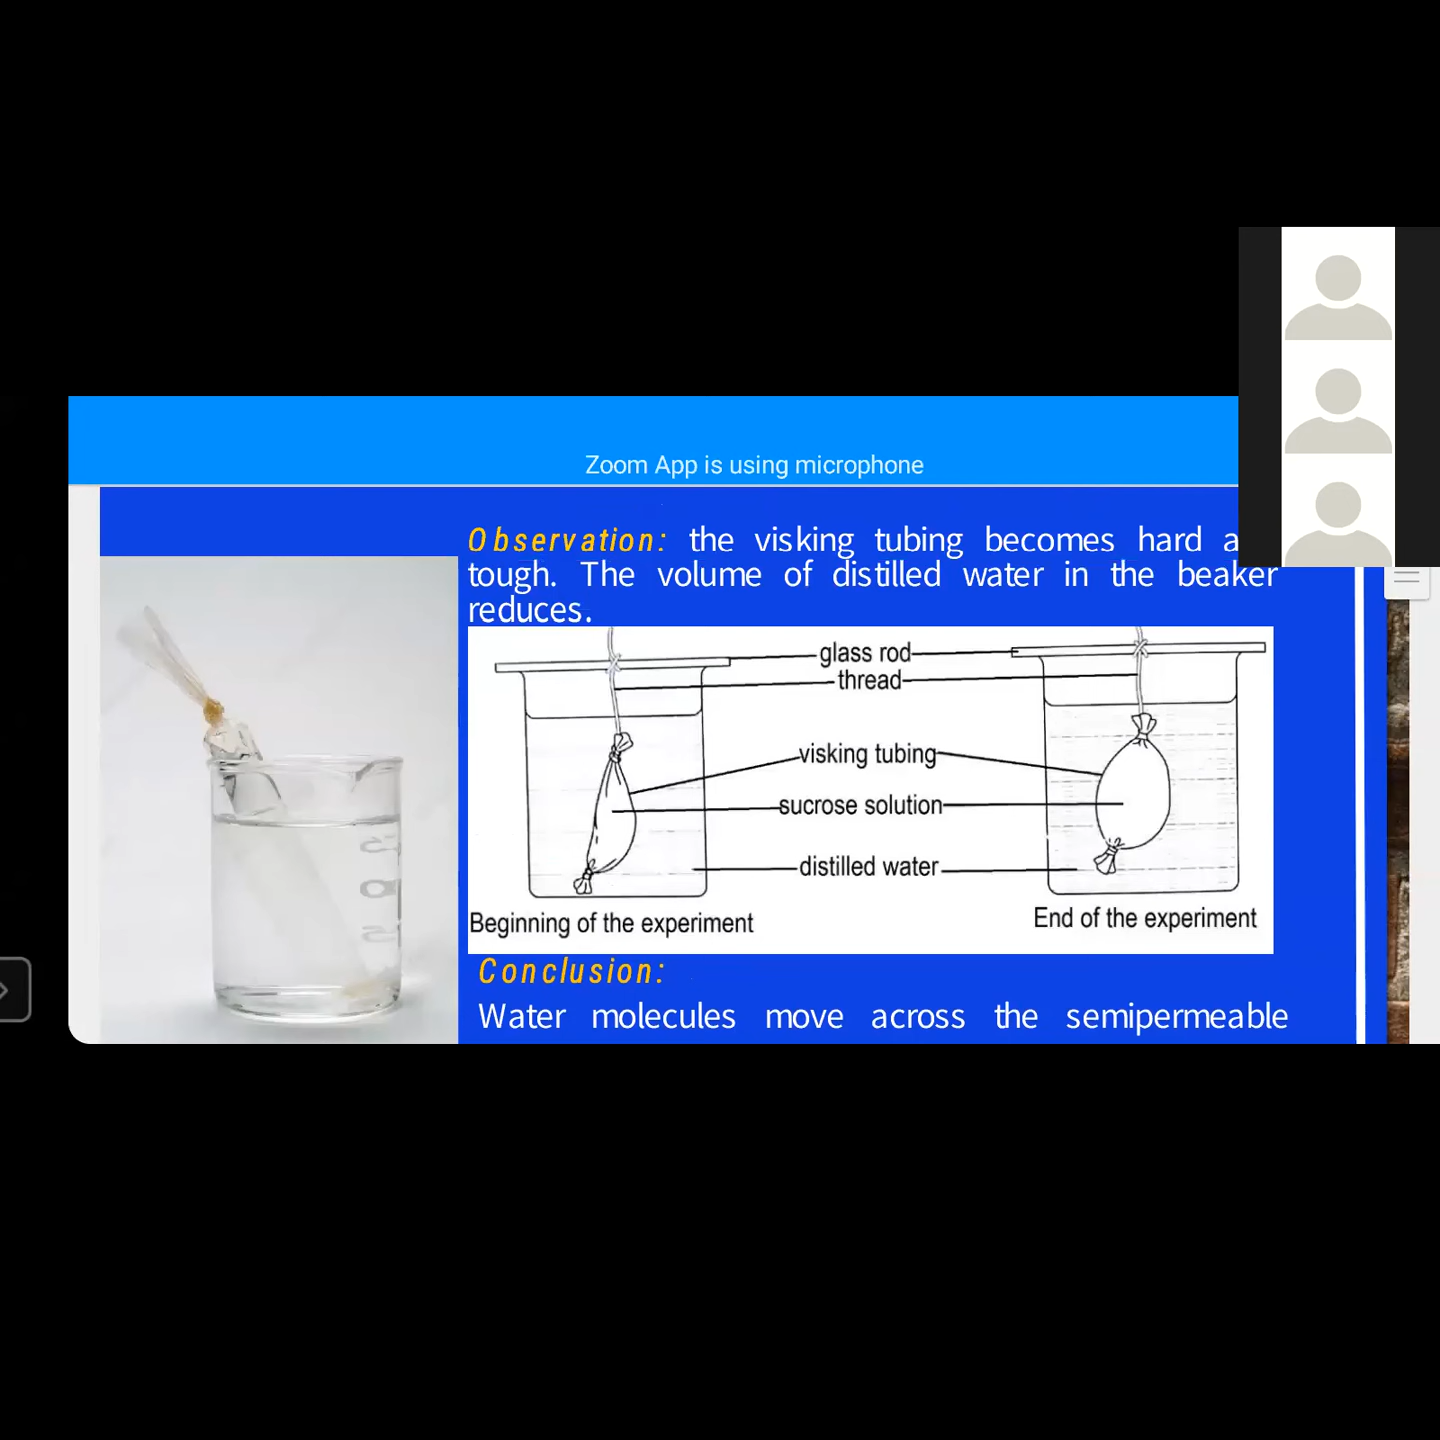 Zoom App is using microphone
Observation: the visking tubing becomes hard a
tough. The volume of distilled water in the beaker
reduces.
glass rod
thread
visking tubing
sucrose solution
distilled water
Beginning of the experiment
End of the experiment
Conclusion:
Water molecules move across the semipermeable